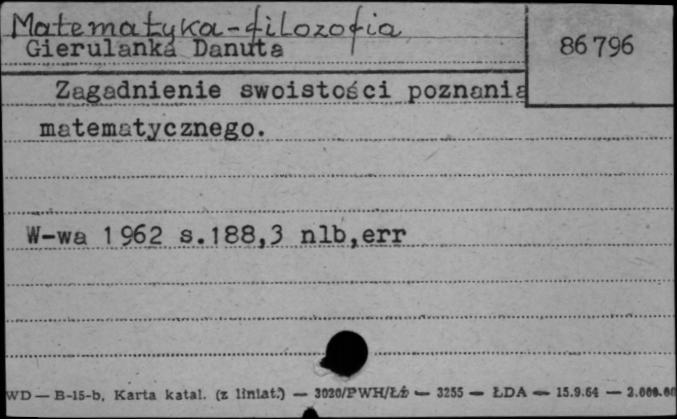 Matematyka-filozofia
Gierulanka Danuta
86796
Zagadnienie swoistości poznania
matematycznego.
W-wa 1962 s.188,3 nlb,err
WD — B-15-b. Karta katal. (z liniat.) — 3020/PWH/Łż — 3255 — ŁDA — 15.9.64 —